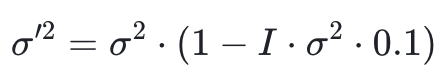 σ′² = σ² · (1 − I · σ² · 0.1)